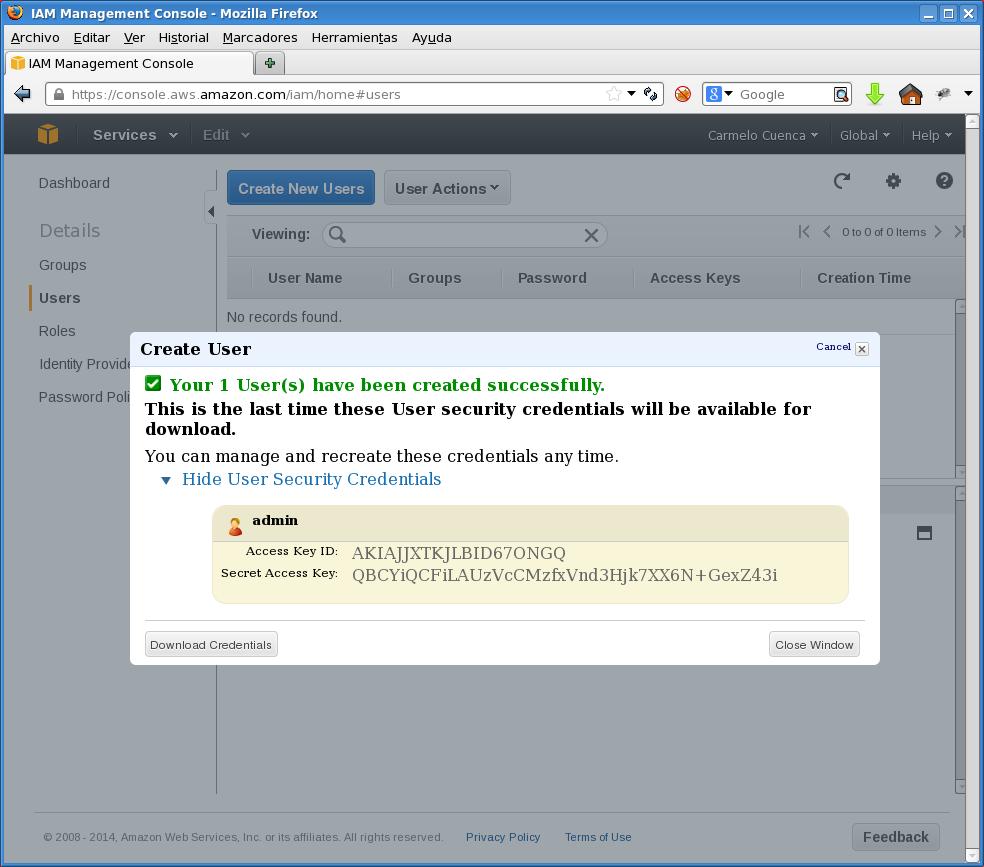 IAM Management Console - Mozilla Firefox
Archivo Editar Ver Historial Marcadores Herramientas Ayuda
IAM Management Console
https://console.aws.amazon.com/iam/home#users
Google
Services Edit Carmelo Cuenca Global Help
Dashboard
Create New Users User Actions
Details
Viewing:
0 to 0 of 0 Items
Groups
User Name Groups Password Access Keys Creation Time
Users
No records found.
Roles
Identity Provide
Password Poli
Create User
Cancel
Your 1 User(s) have been created successfully.
This is the last time these User security credentials will be available for
download.
You can manage and recreate these credentials any time.
Hide User Security Credentials
admin
Access Key ID: AKIAJJXTKJLBID67ONGQ
Secret Access Key: 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
Download Credentials
Close Window
© 2008 - 2014, Amazon Web Services, Inc. or its affiliates. All rights reserved. Privacy Policy Terms of Use
Feedback